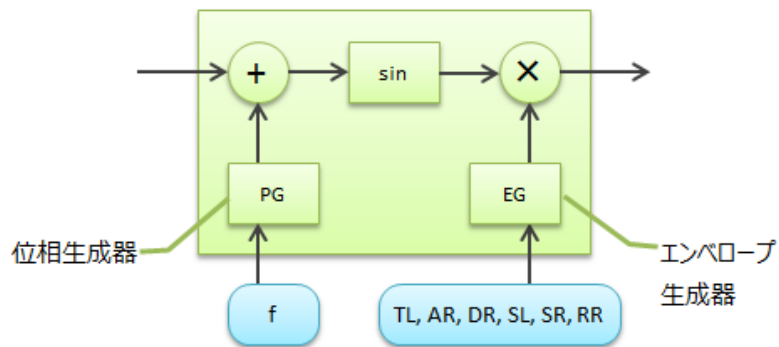 +
sin
×
PG
EG
位相生成器
エンベロープ
生成器
f
TL, AR, DR, SL, SR, RR